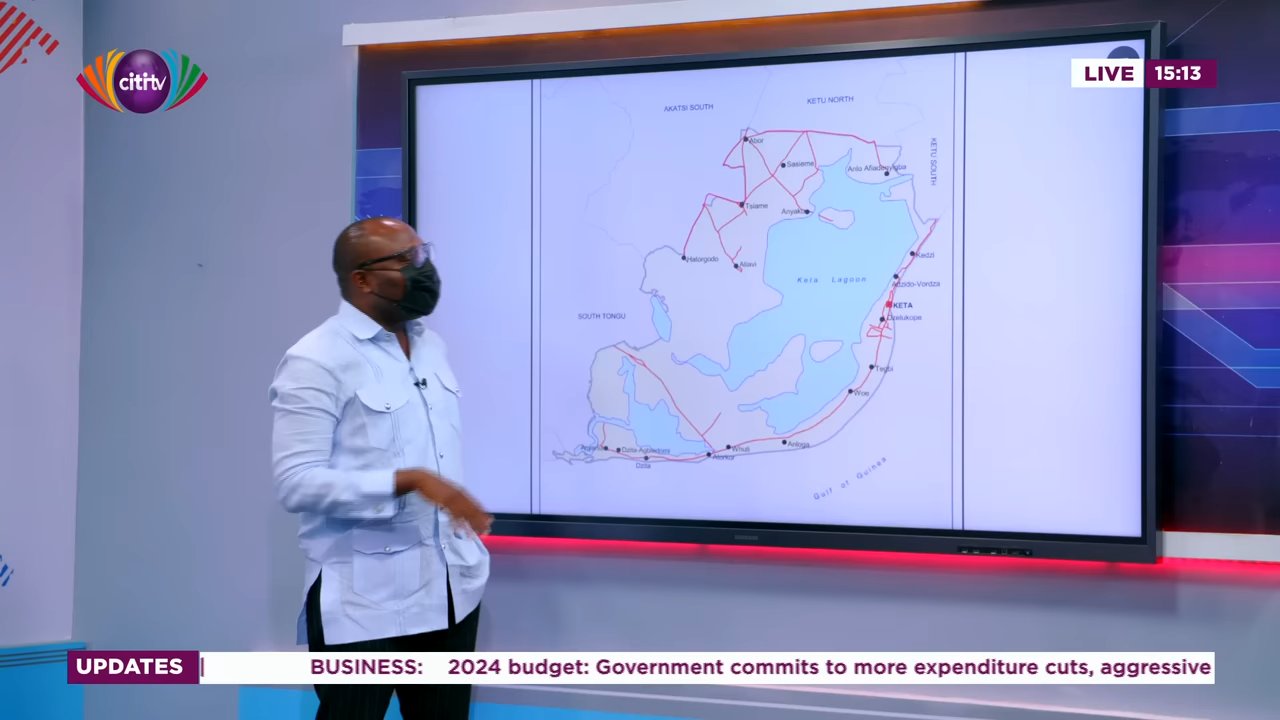 citi tv
LIVE 15:13
AKATSI SOUTH
KETU NORTH
KETU SOUTH
Abor
Sasieme
Anlo Afiadenyigba
Tsiame
Anyako
Hatorgodo
Atiavi
Kedzi
Keta Lagoon
Adzido-Vordza
KETA
Dzelukope
SOUTH TONGU
Tegbi
Woe
Anloga
Whuti
Atorkor
Dzita
Gulf of Guinea
UPDATES
BUSINESS: 2024 budget: Government commits to more expenditure cuts, aggressive